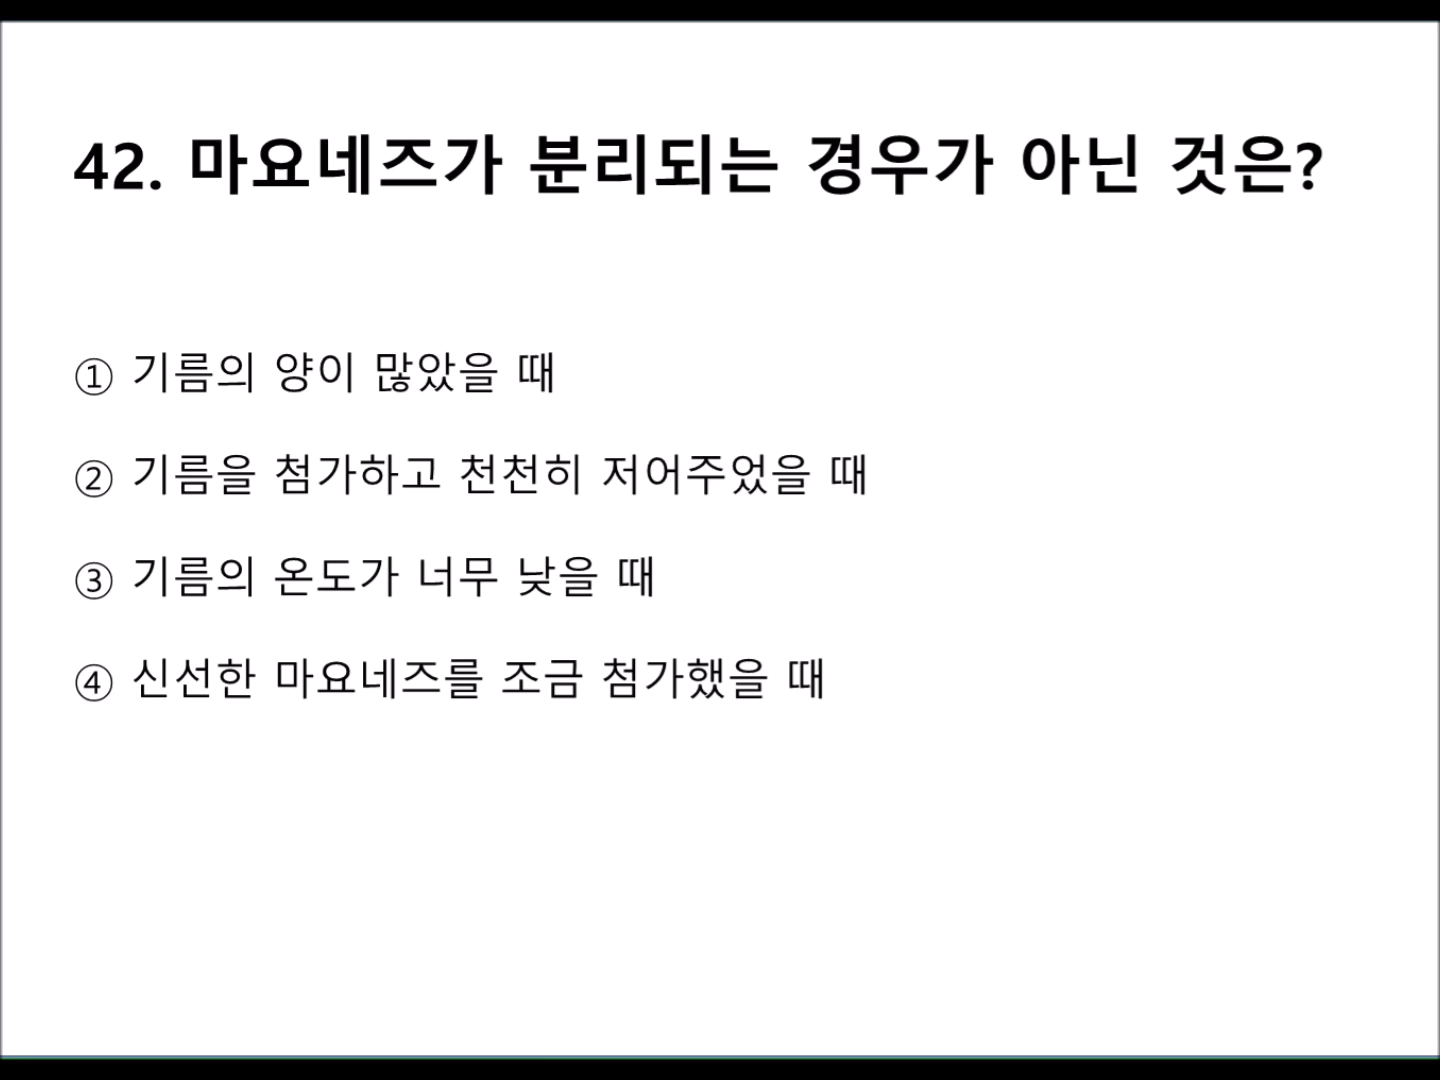 42. 마요네즈가 분리되는 경우가 아닌 것은?
① 기름의 양이 많았을 때
② 기름을 첨가하고 천천히 저어주었을 때
③ 기름의 온도가 너무 낮을 때
④ 신선한 마요네즈를 조금 첨가했을 때